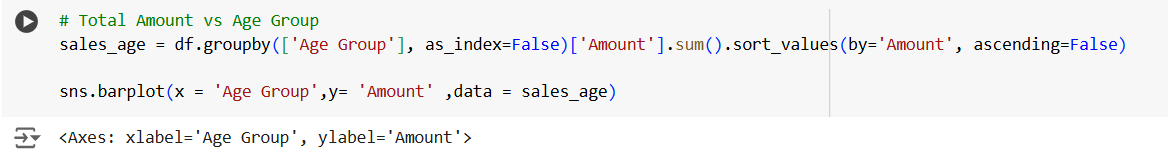 # Total Amount vs Age Group
sales_age = df.groupby(['Age Group'], as_index=False)['Amount'].sum().sort_values(by='Amount', ascending=False)
sns.barplot(x = 'Age Group',y= 'Amount' ,data = sales_age)
<Axes: xlabel='Age Group', ylabel='Amount'>